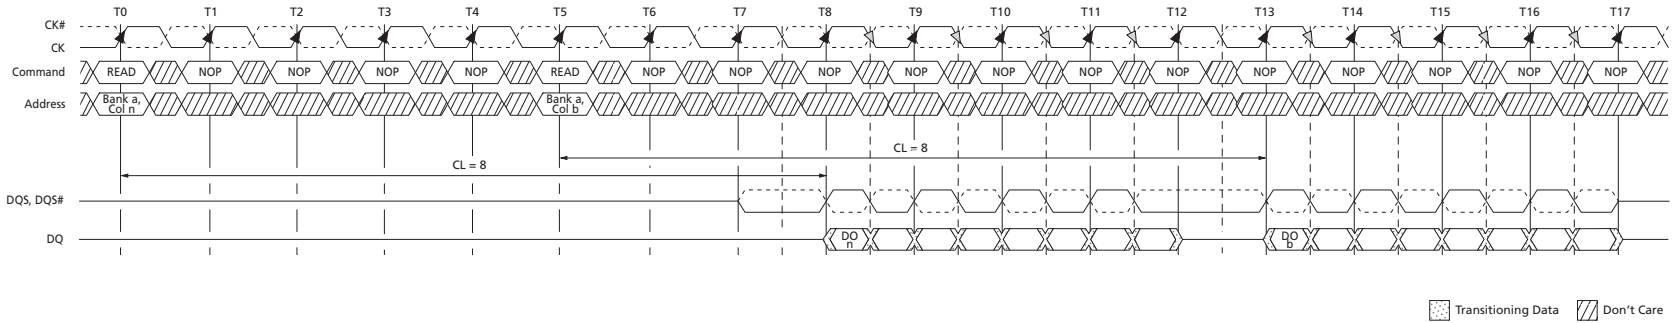 T0 T1 T2 T3 T4 T5 T6 T7 T8 T9 T10 T11 T12 T13 T14 T15 T16 T17
CK#
CK
Command READ NOP NOP NOP NOP READ NOP NOP NOP NOP NOP NOP NOP NOP NOP NOP NOP NOP
Address Bank a, Col n Bank a, Col b
CL = 8
CL = 8
DQS, DQS#
DQ DO n DO b
Transitioning Data Don't Care